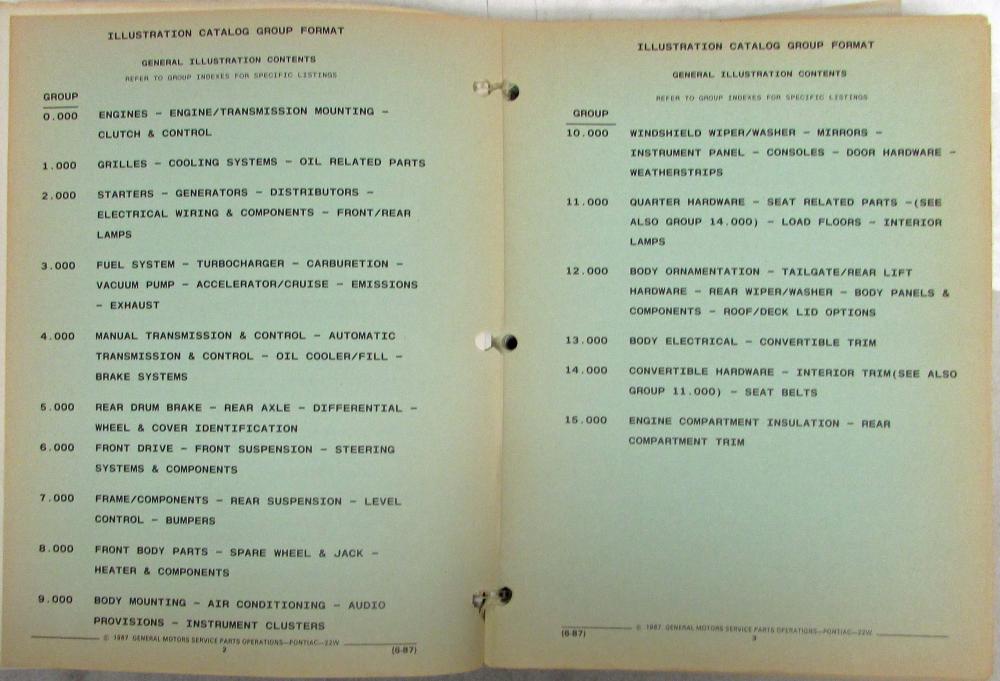 ILLUSTRATION CATALOG GROUP FORMAT
GENERAL ILLUSTRATION CONTENTS
REFER TO GROUP INDEXES FOR SPECIFIC LISTINGS
GROUP
0.000 ENGINES - ENGINE/TRANSMISSION MOUNTING -
CLUTCH & CONTROL
1.000 GRILLES - COOLING SYSTEMS - OIL RELATED PARTS
2.000 STARTERS - GENERATORS - DISTRIBUTORS -
ELECTRICAL WIRING & COMPONENTS - FRONT/REAR
LAMPS
3.000 FUEL SYSTEM - TURBOCHARGER - CARBURETION -
VACUUM PUMP - ACCELERATOR/CRUISE - EMISSIONS
- EXHAUST
4.000 MANUAL TRANSMISSION & CONTROL - AUTOMATIC
TRANSMISSION & CONTROL - OIL COOLER/FILL -
BRAKE SYSTEMS
5.000 REAR DRUM BRAKE - REAR AXLE - DIFFERENTIAL -
WHEEL & COVER IDENTIFICATION
6.000 FRONT DRIVE - FRONT SUSPENSION - STEERING
SYSTEMS & COMPONENTS
7.000 FRAME/COMPONENTS - REAR SUSPENSION - LEVEL
CONTROL - BUMPERS
8.000 FRONT BODY PARTS - SPARE WHEEL & JACK -
HEATER & COMPONENTS
9.000 BODY MOUNTING - AIR CONDITIONING - AUDIO
PROVISIONS - INSTRUMENT CLUSTERS
© 1987 GENERAL MOTORS SERVICE PARTS OPERATIONS—PONTIAC—22W
2 (6-87)
ILLUSTRATION CATALOG GROUP FORMAT
GENERAL ILLUSTRATION CONTENTS
REFER TO GROUP INDEXES FOR SPECIFIC LISTINGS
GROUP
10.000 WINDSHIELD WIPER/WASHER - MIRRORS -
INSTRUMENT PANEL - CONSOLES - DOOR HARDWARE -
WEATHERSTRIPS
11.000 QUARTER HARDWARE - SEAT RELATED PARTS -(SEE
ALSO GROUP 14.000) - LOAD FLOORS - INTERIOR
LAMPS
12.000 BODY ORNAMENTATION - TAILGATE/REAR LIFT
HARDWARE - REAR WIPER/WASHER - BODY PANELS &
COMPONENTS - ROOF/DECK LID OPTIONS
13.000 BODY ELECTRICAL - CONVERTIBLE TRIM
14.000 CONVERTIBLE HARDWARE - INTERIOR TRIM(SEE ALSO
GROUP 11.000) - SEAT BELTS
15.000 ENGINE COMPARTMENT INSULATION - REAR
COMPARTMENT TRIM
© 1987 GENERAL MOTORS SERVICE PARTS OPERATIONS—PONTIAC—22W
(6-87) 3